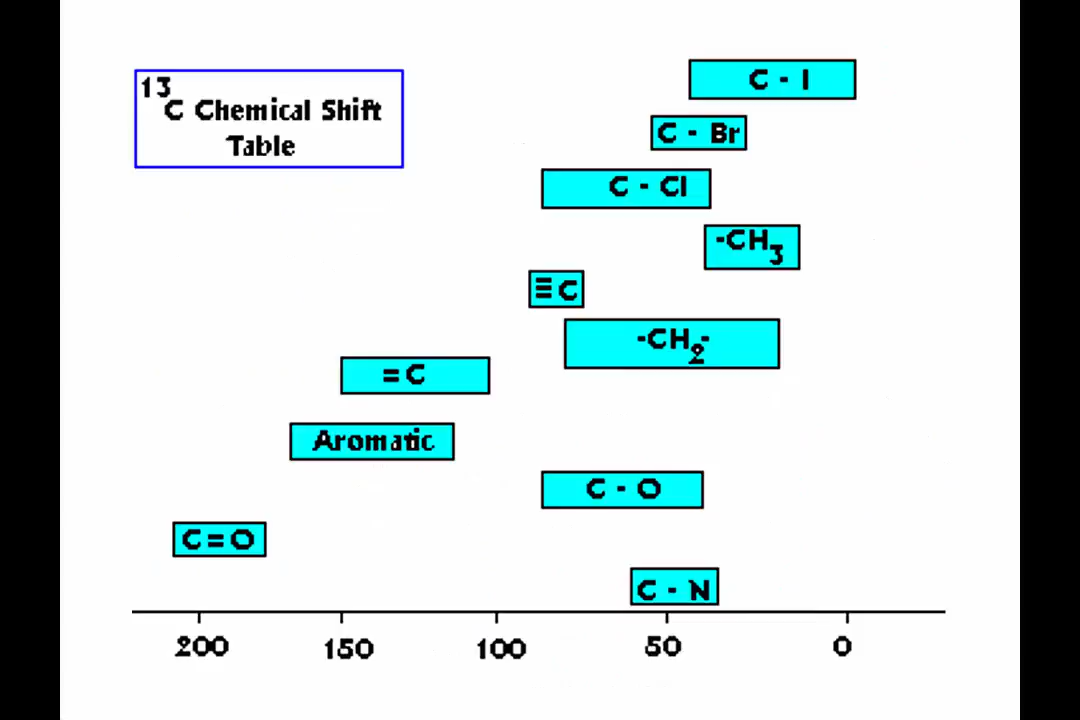 13
C Chemical Shift
Table
C - I
C - Br
C - Cl
-CH3
≡C
-CH2-
=C
Aromatic
C - O
C=O
C - N
200 150 100 50 0